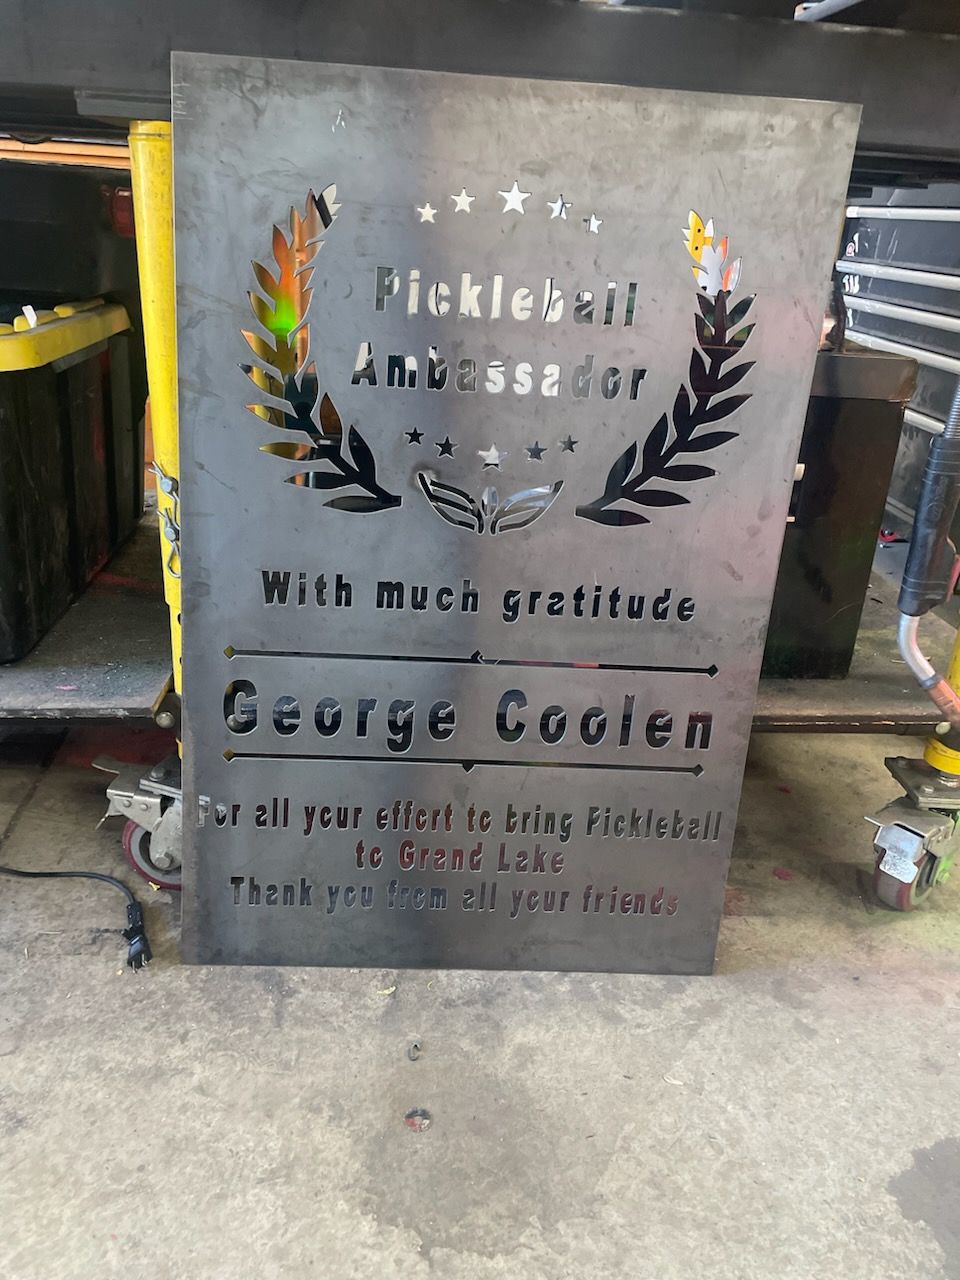 Pickleball
Ambassador
With much gratitude
George Coolen
For all your effort to bring Pickleball
to Grand Lake
Thank you from all your friends